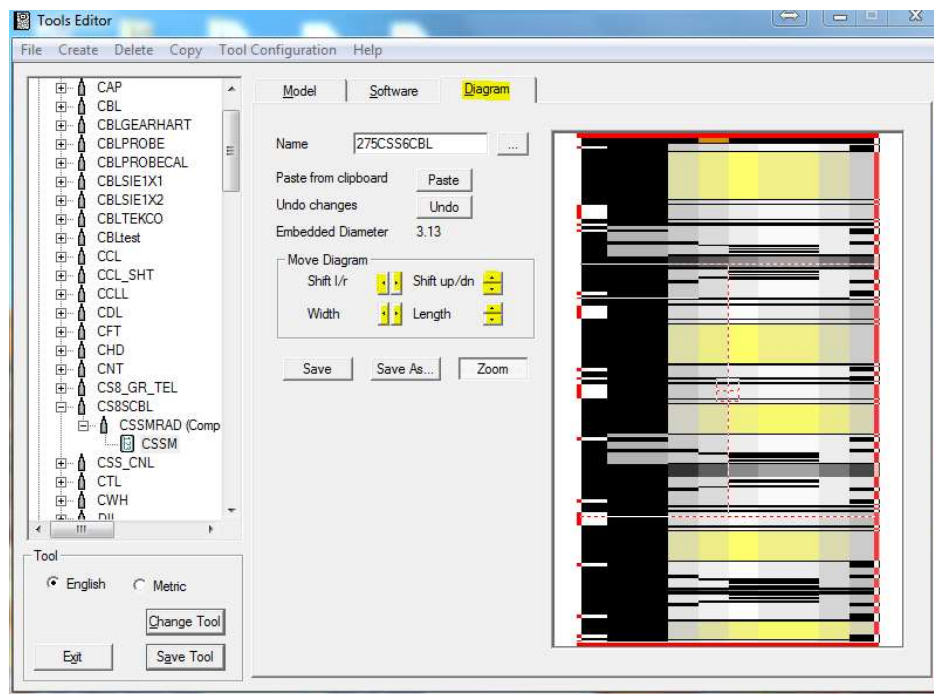 Tools Editor
File Create Delete Copy Tool Configuration Help
CAP
CBL
CBLGEARHART
CBLPROBE
CBLPROBECAL
CBLSIE1X1
CBLSIE1X2
CBLTEKCO
CBLtest
CCL
CCL_SHT
CCLL
CDL
CFT
CHD
CNT
CS8_GR_TEL
CS8SCBL
CSSMRAD (Comp
CSSM
CSS_CNL
CTL
CWH
Tool
English Metric
Change Tool
Exit Save Tool
Model Software Diagram
Name 275CSS6CBL ...
Paste from clipboard Paste
Undo changes Undo
Embedded Diameter 3.13
Move Diagram
Shift l/r Shift up/dn
Width Length
Save Save As... Zoom